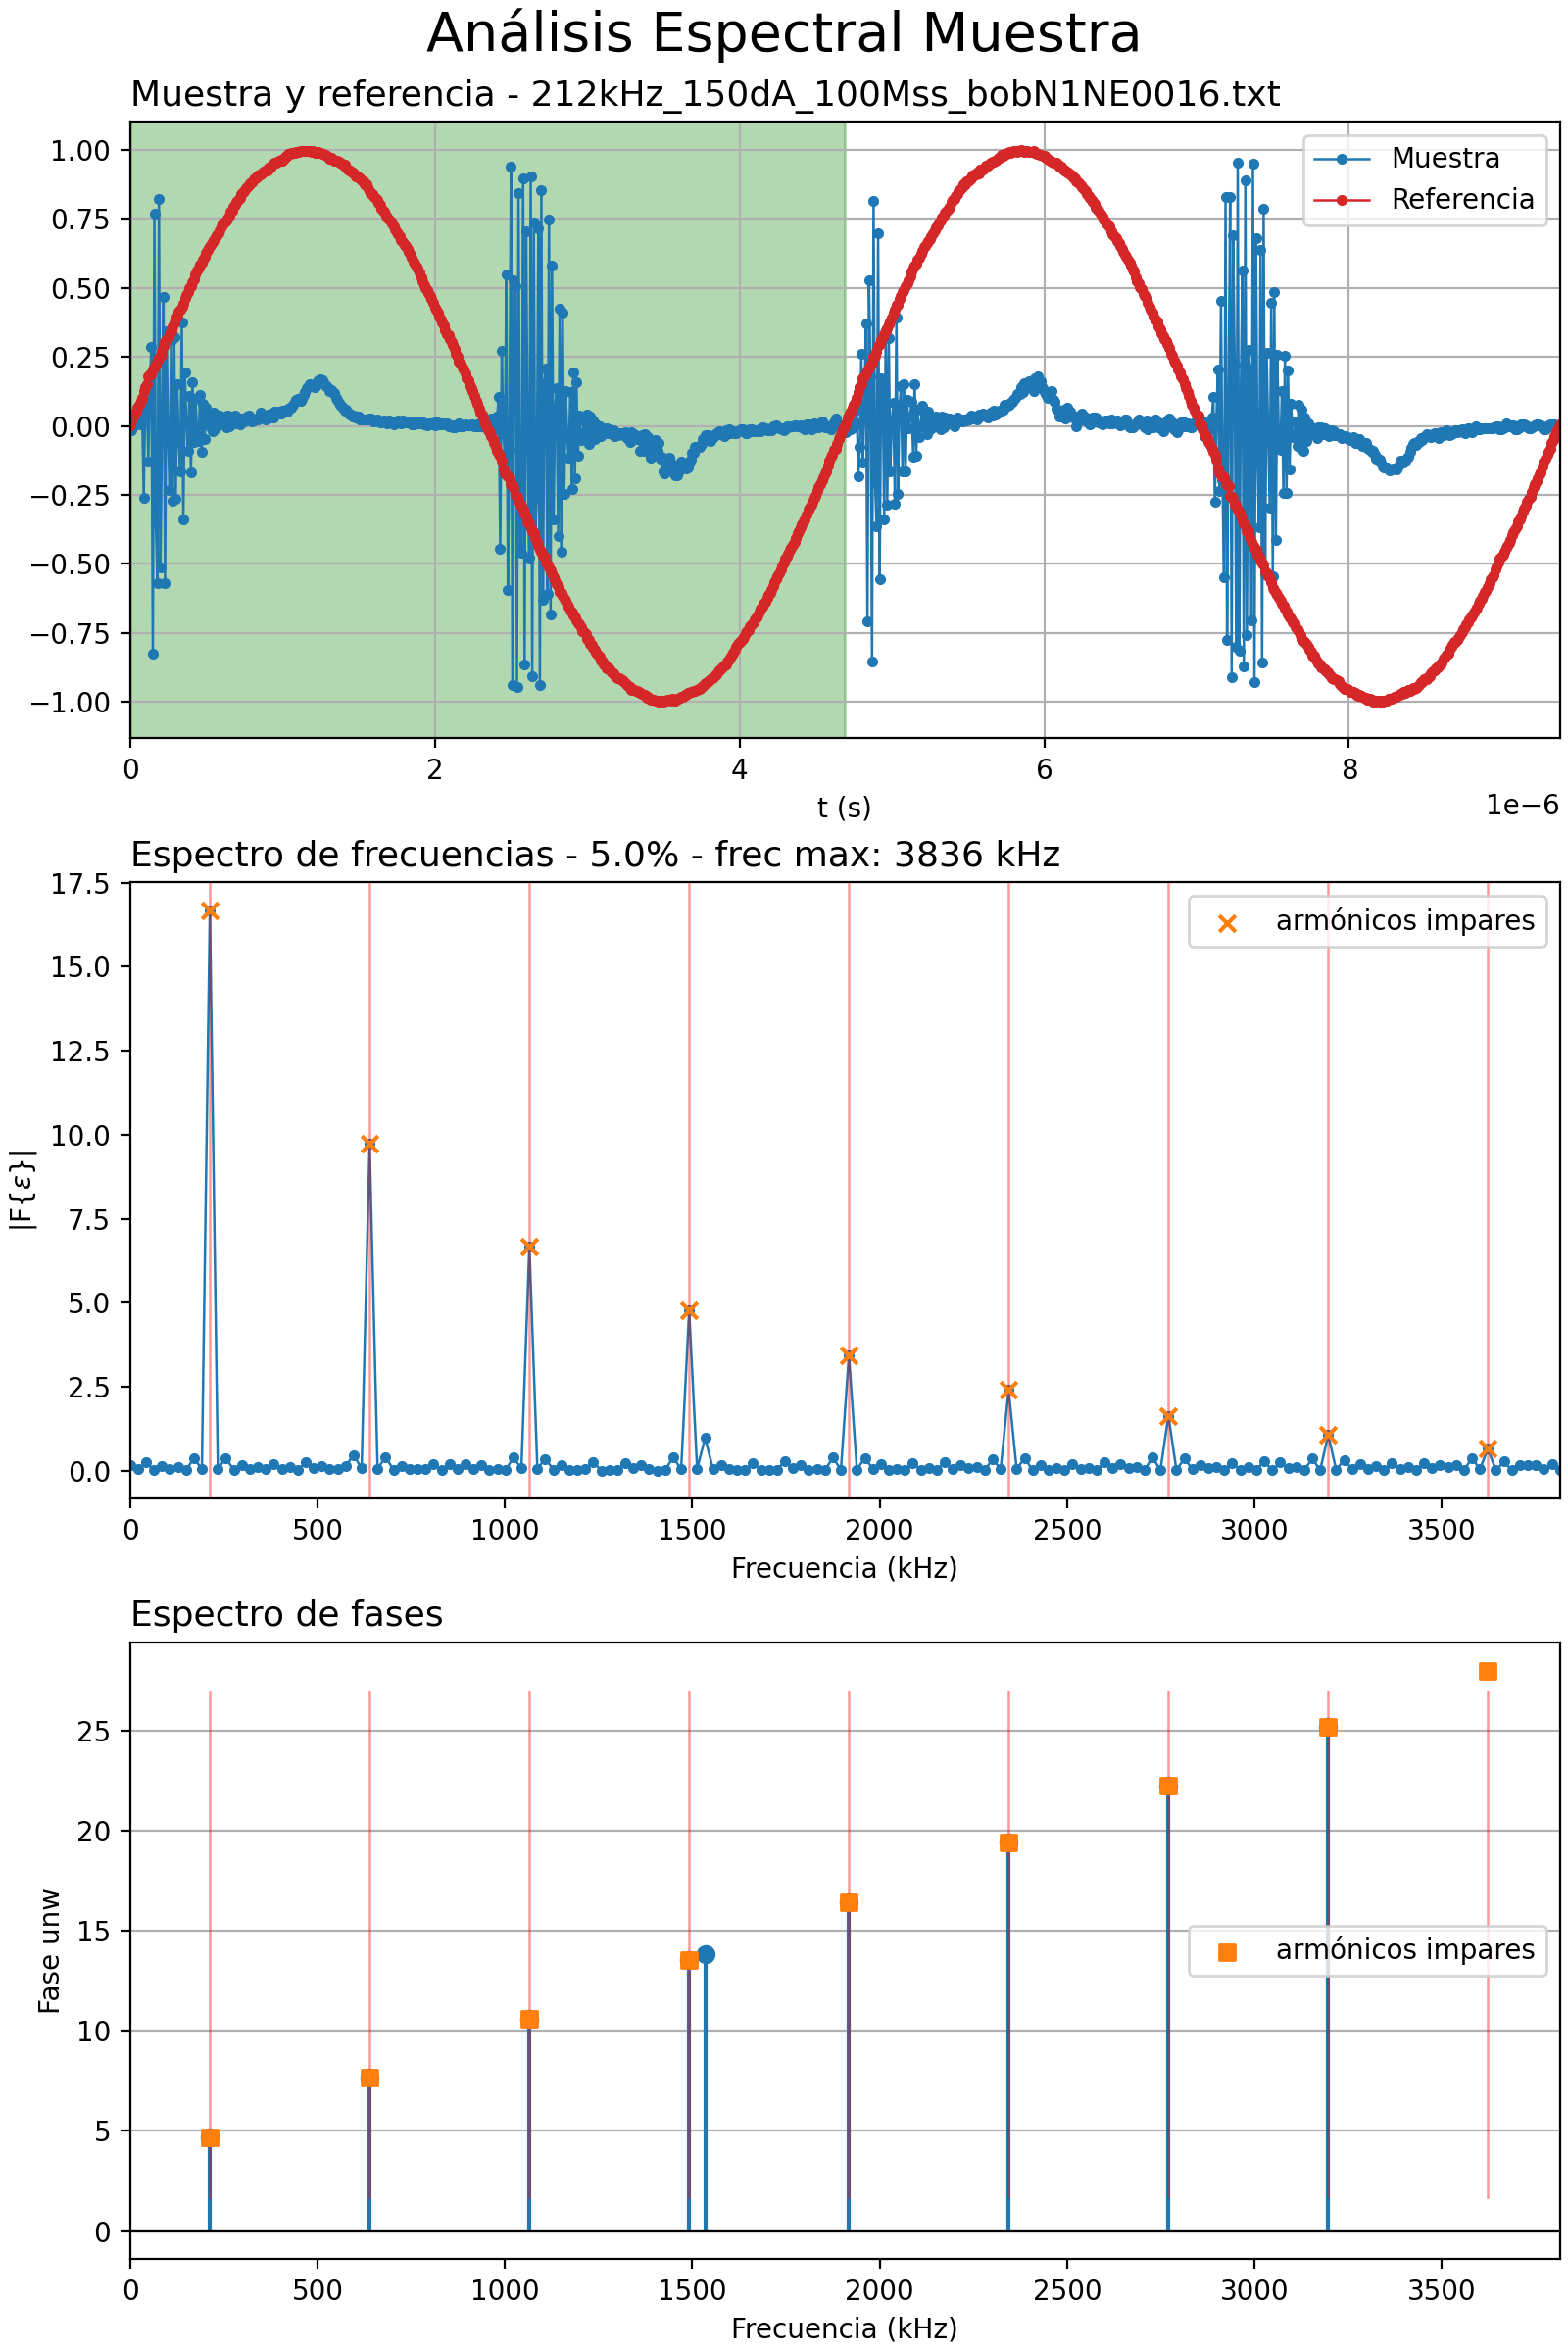 Análisis Espectral Muestra
Muestra y referencia - 212kHz_150dA_100Mss_bobN1NE0016.txt
1.00
0.75
0.50
0.25
0.00
−0.25
−0.50
−0.75
−1.00
Muestra
Referencia
0 2 4 6 8
t (s)
1e−6
Espectro de frecuencias - 5.0% - frec max: 3836 kHz
17.5
15.0
12.5
10.0
7.5
5.0
2.5
0.0
|F{ε}|
armónicos impares
0 500 1000 1500 2000 2500 3000 3500
Frecuencia (kHz)
Espectro de fases
25
20
15
10
5
0
Fase unw
armónicos impares
0 500 1000 1500 2000 2500 3000 3500
Frecuencia (kHz)